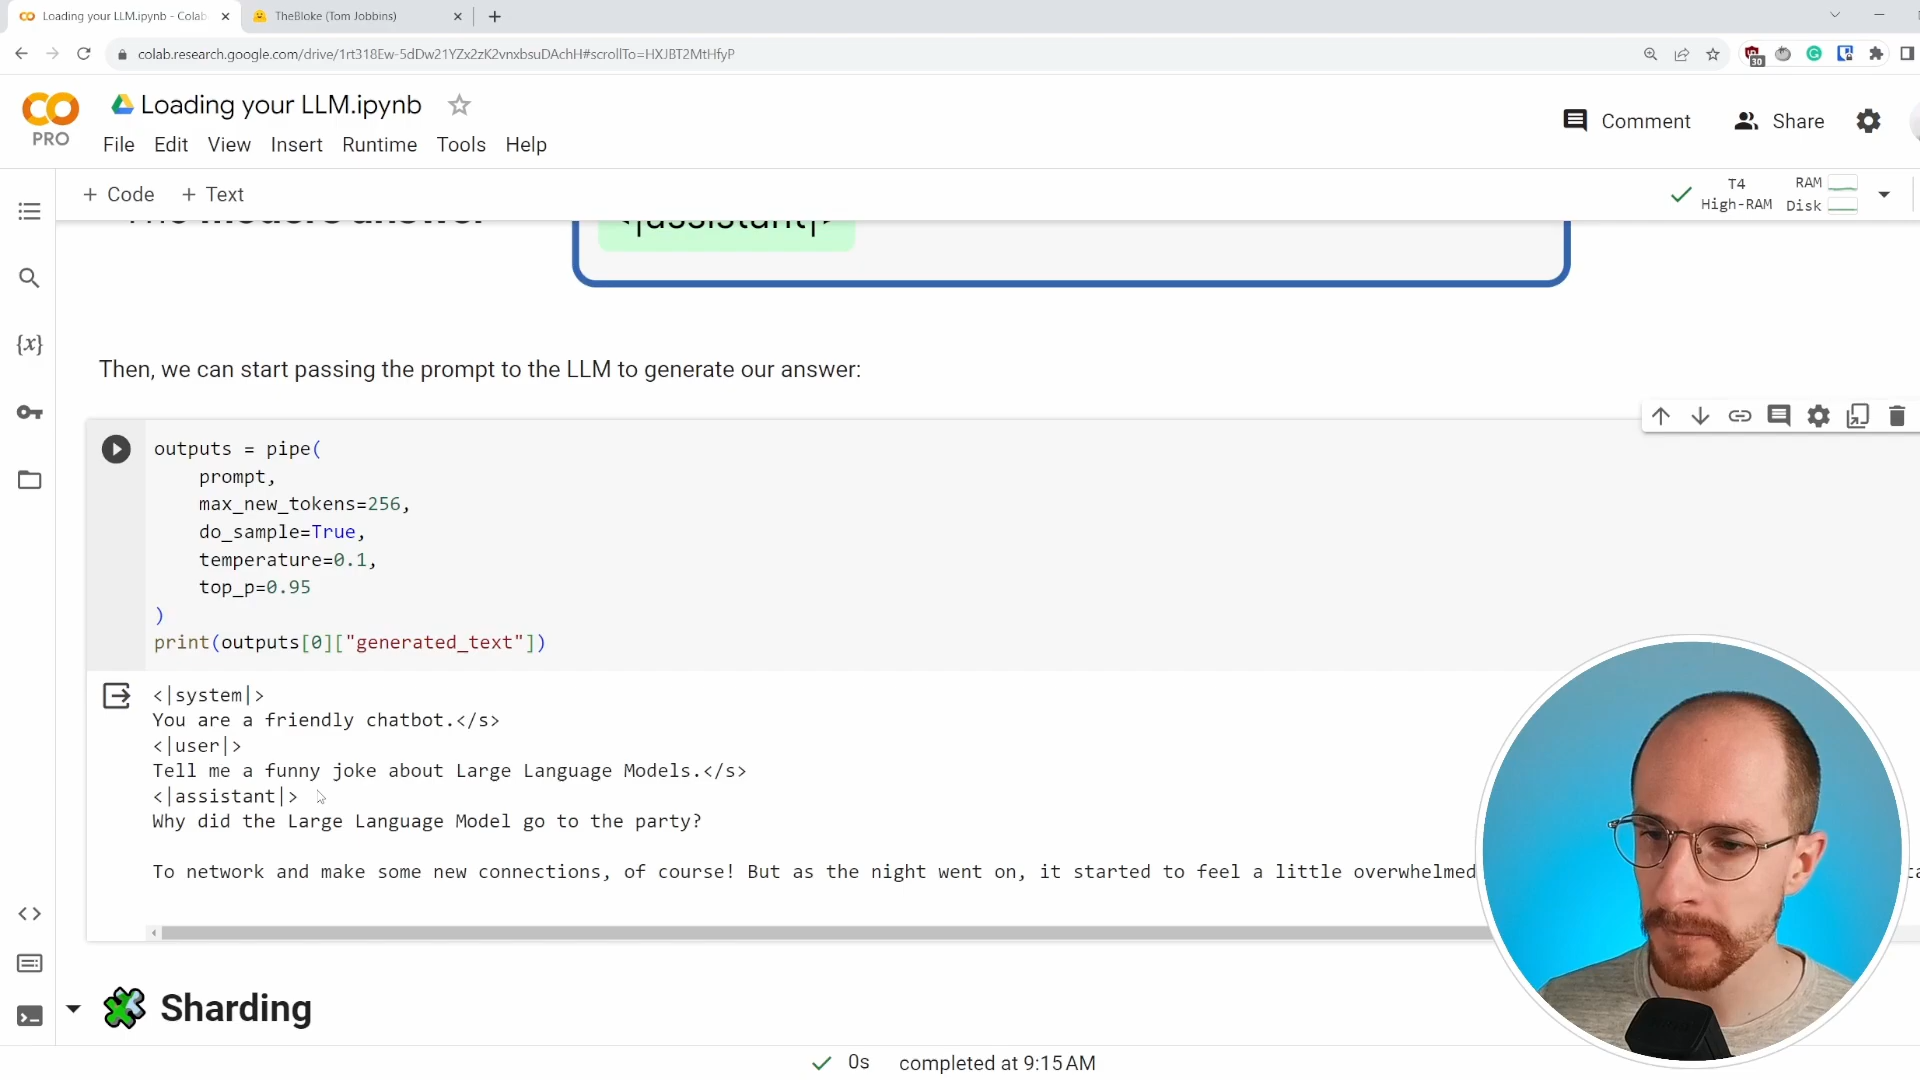 Loading your LLM.ipynb - Colab
TheBloke (Tom Jobbins)
colab.research.google.com/drive/1rt318Ew-5dDw21YZx2zK2vnxbsuDAchH#scrollTo=HXJBT2MtHfyP
30
CO
PRO
Loading your LLM.ipynb
File Edit View Insert Runtime Tools Help
Comment
Share
+ Code + Text
T4
High-RAM
RAM
Disk
<|assistant|>
Then, we can start passing the prompt to the LLM to generate our answer:
outputs = pipe(
prompt,
max_new_tokens=256,
do_sample=True,
temperature=0.1,
top_p=0.95
)
print(outputs[0]["generated_text"])
<|system|>
You are a friendly chatbot.</s>
<|user|>
Tell me a funny joke about Large Language Models.</s>
<|assistant|>
Why did the Large Language Model go to the party?
To network and make some new connections, of course! But as the night went on, it started to feel a little overwhelmed
Sharding
0s completed at 9:15 AM